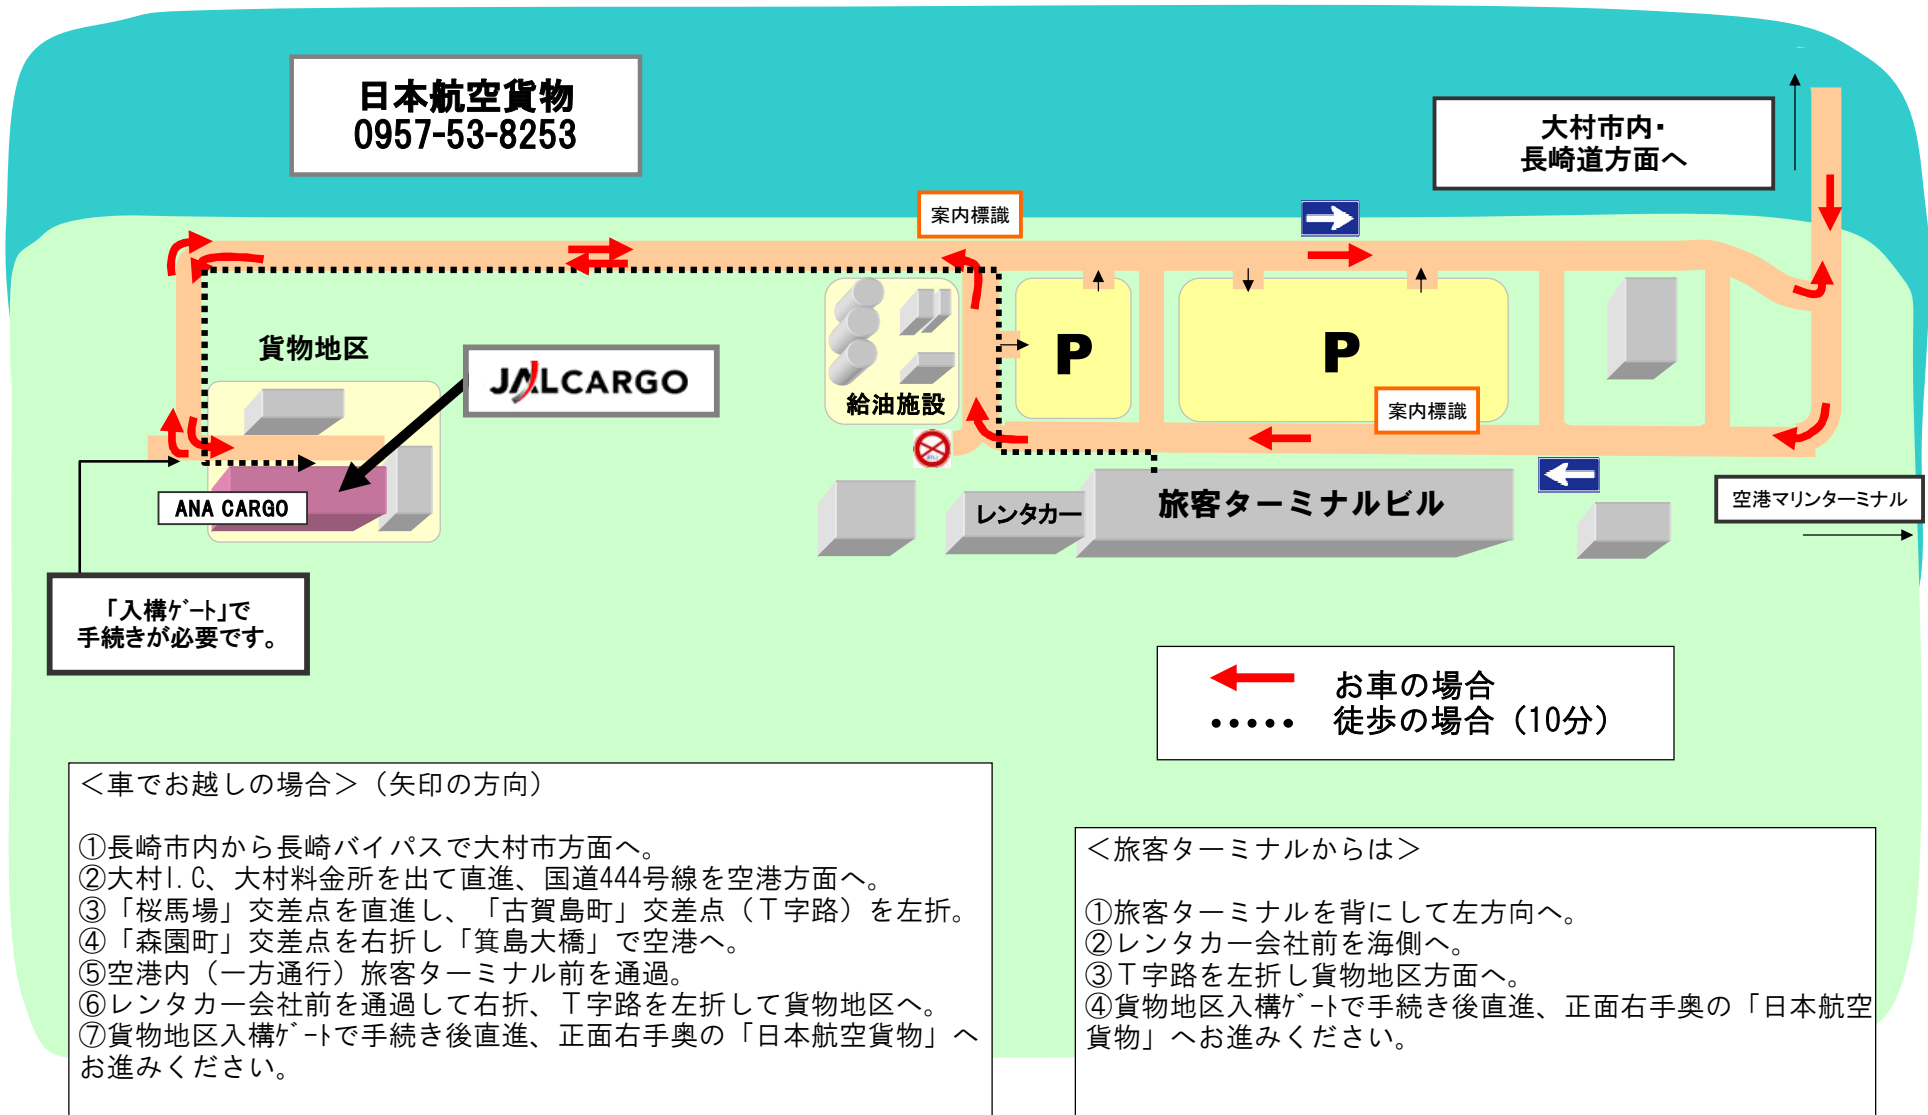 日本航空貨物
0957-53-8253
大村市内・
長崎道方面へ
案内標識
貨物地区
JALCARGO
給油施設
P
P
案内標識
ANA CARGO
レンタカー
旅客ターミナルビル
空港マリンターミナル
「入構ｹﾞｰﾄ」で
手続きが必要です。
お車の場合
徒歩の場合（10分）
＜車でお越しの場合＞（矢印の方向）
①長崎市内から長崎バイパスで大村市方面へ。
②大村I.C、大村料金所を出て直進、国道444号線を空港方面へ。
③「桜馬場」交差点を直進し、「古賀島町」交差点（Ｔ字路）を左折。
④「森園町」交差点を右折し「箕島大橋」で空港へ。
⑤空港内（一方通行）旅客ターミナル前を通過。
⑥レンタカー会社前を通過して右折、Ｔ字路を左折して貨物地区へ。
⑦貨物地区入構ｹﾞｰﾄで手続き後直進、正面右手奥の「日本航空貨物」へ
お進みください。
＜旅客ターミナルからは＞
①旅客ターミナルを背にして左方向へ。
②レンタカー会社前を海側へ。
③Ｔ字路を左折し貨物地区方面へ。
④貨物地区入構ｹﾞｰﾄで手続き後直進、正面右手奥の「日本航空
貨物」へお進みください。